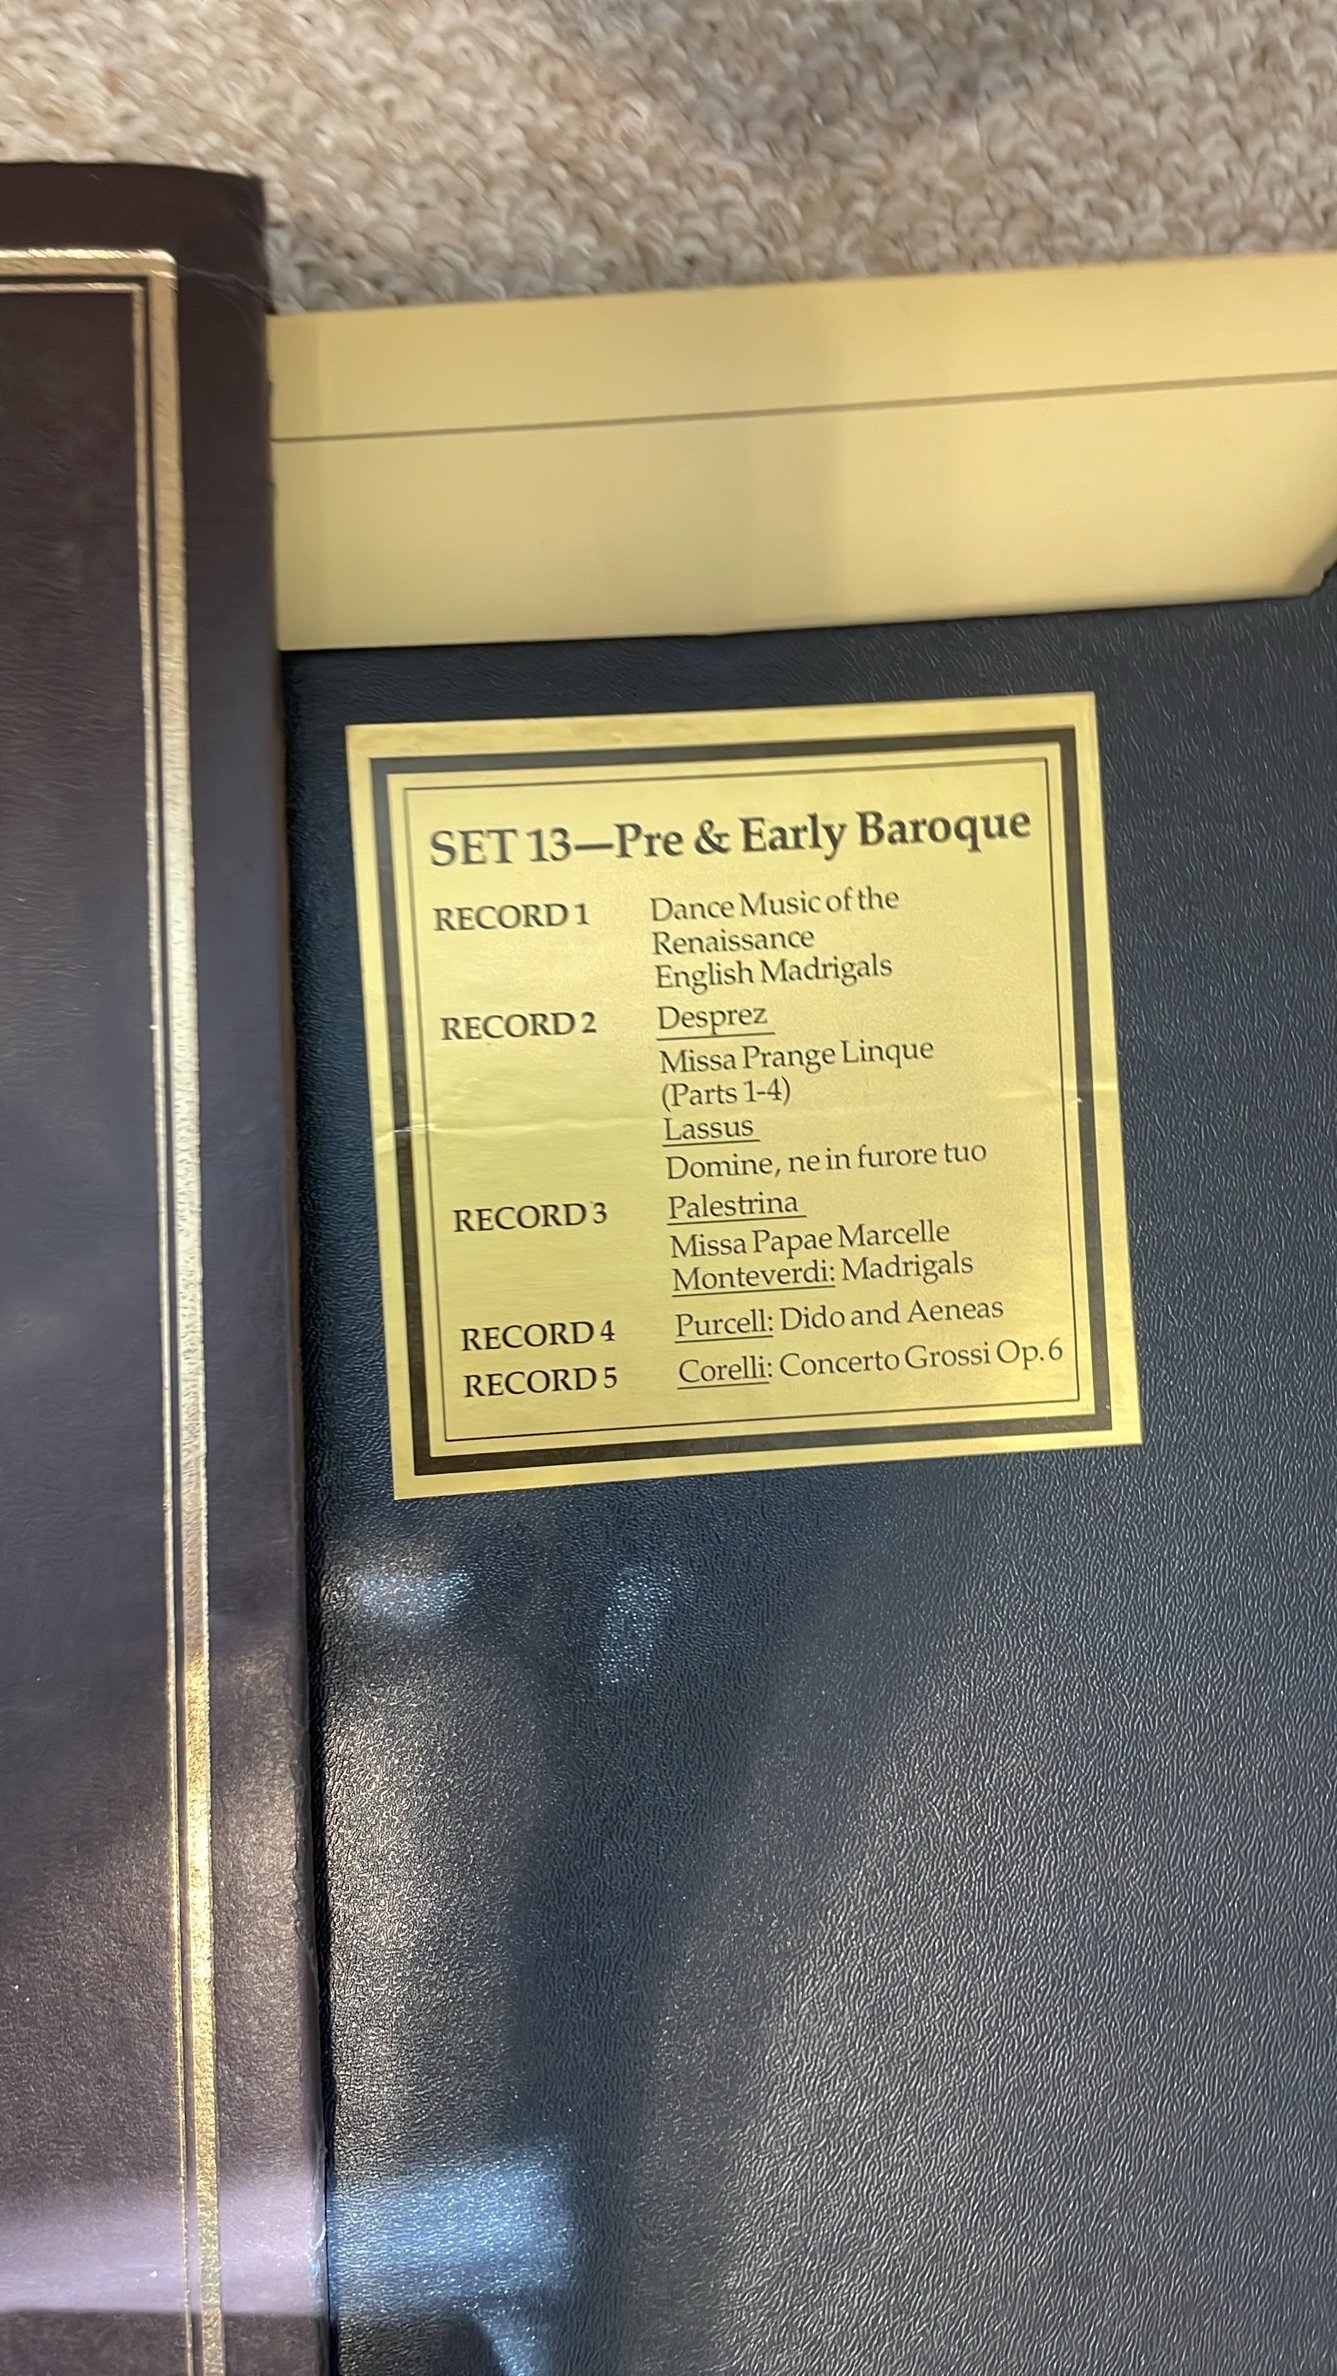 SET 13—Pre & Early Baroque
RECORD 1 Dance Music of the
Renaissance
English Madrigals
RECORD 2 Desprez
Missa Prange Linque
(Parts 1-4)
Lassus
Domine, ne in furore tuo
RECORD 3 Palestrina
Missa Papae Marcelle
Monteverdi: Madrigals
RECORD 4 Purcell: Dido and Aeneas
RECORD 5 Corelli: Concerto Grossi Op. 6